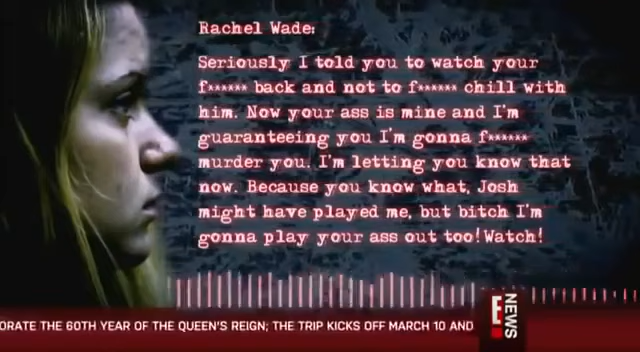 Rachel Wade:
Seriously I told you to watch your
f****** back and not to f****** chill with
him. Now your ass is mine and I'm
guaranteeing you I'm gonna f******
murder you. I'm letting you know that
now. Because you know what, Josh
might have played me, but bitch I'm
gonna play your ass out too! Watch!
ORATE THE 60TH YEAR OF THE QUEEN'S REIGN; THE TRIP KICKS OFF MARCH 10 AND
E! NEWS